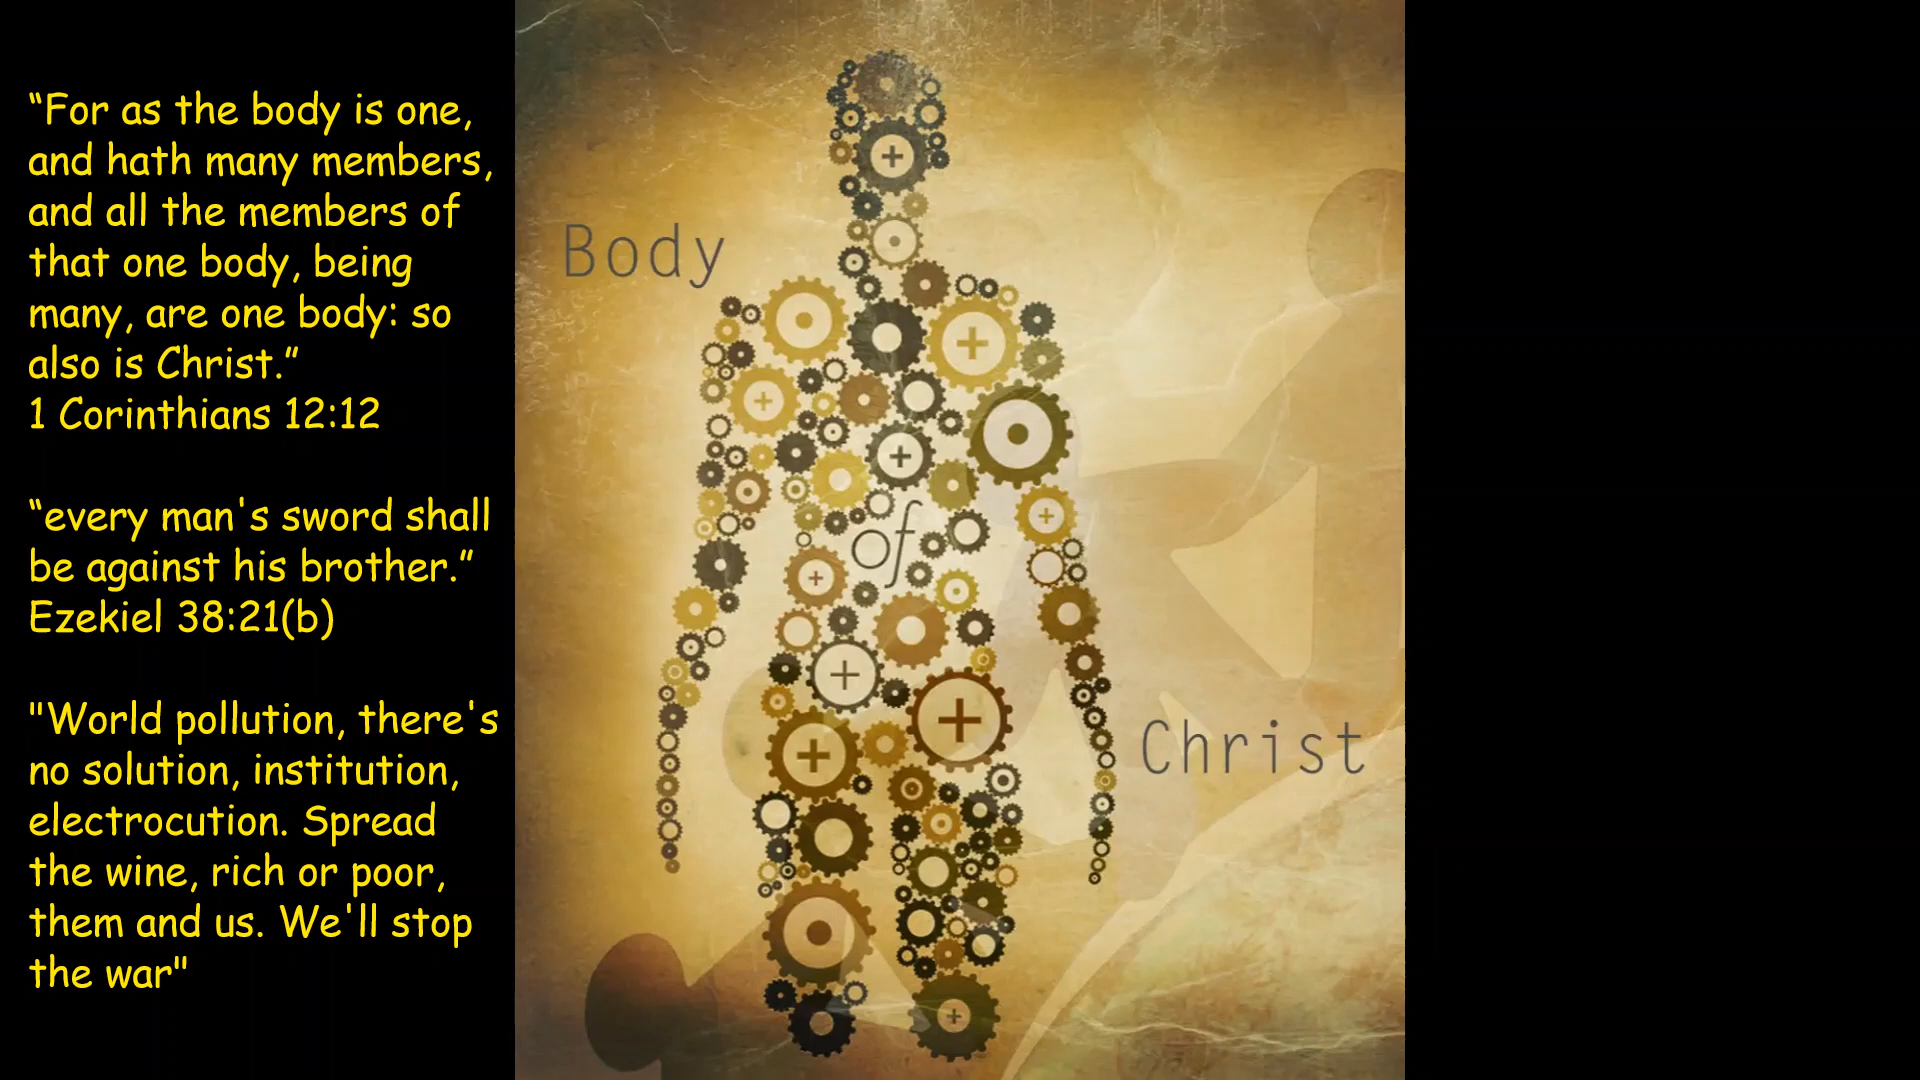 “For as the body is one,
and hath many members,
and all the members of
that one body, being
many, are one body: so
also is Christ.”
1 Corinthians 12:12
“every man's sword shall
be against his brother.”
Ezekiel 38:21(b)
"World pollution, there's
no solution, institution,
electrocution. Spread
the wine, rich or poor,
them and us. We'll stop
the war"
Body
of
Christ